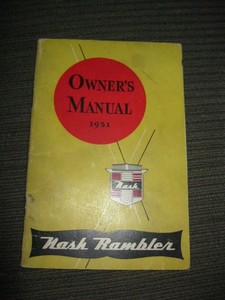 OWNER'S
MANUAL
1951
Nash
Nash Rambler